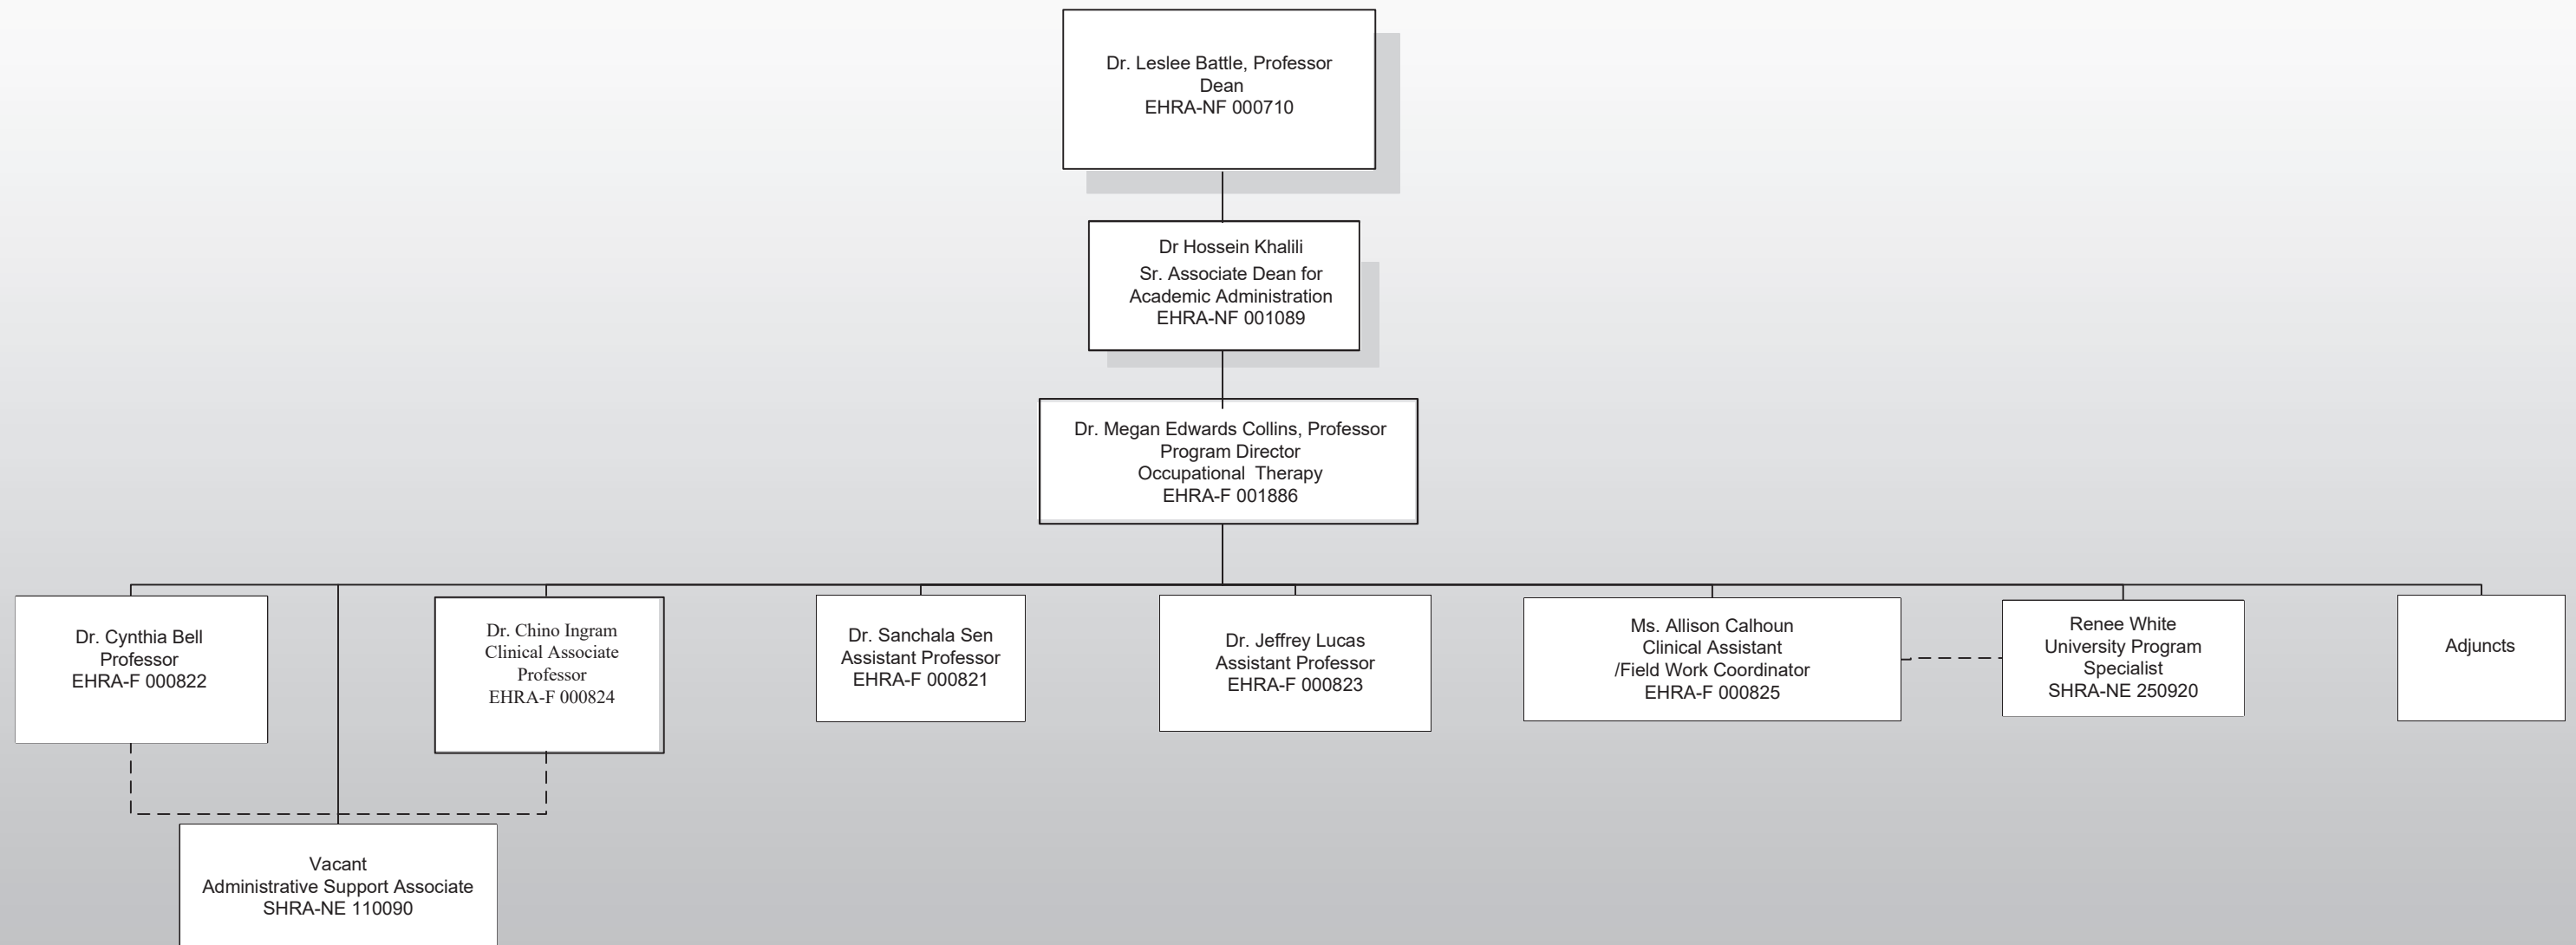 Dr. Leslee Battle, Professor
Dean
EHRA-NF 000710
Dr Hossein Khalili
Sr. Associate Dean for
Academic Administration
EHRA-NF 001089
Dr. Megan Edwards Collins, Professor
Program Director
Occupational Therapy
EHRA-F 001886
Dr. Cynthia Bell
Professor
EHRA-F 000822
Dr. Chino Ingram
Clinical Associate
Professor
EHRA-F 000824
Dr. Sanchala Sen
Assistant Professor
EHRA-F 000821
Dr. Jeffrey Lucas
Assistant Professor
EHRA-F 000823
Ms. Allison Calhoun
Clinical Assistant
/Field Work Coordinator
EHRA-F 000825
Renee White
University Program
Specialist
SHRA-NE 250920
Adjuncts
Vacant
Administrative Support Associate
SHRA-NE 110090